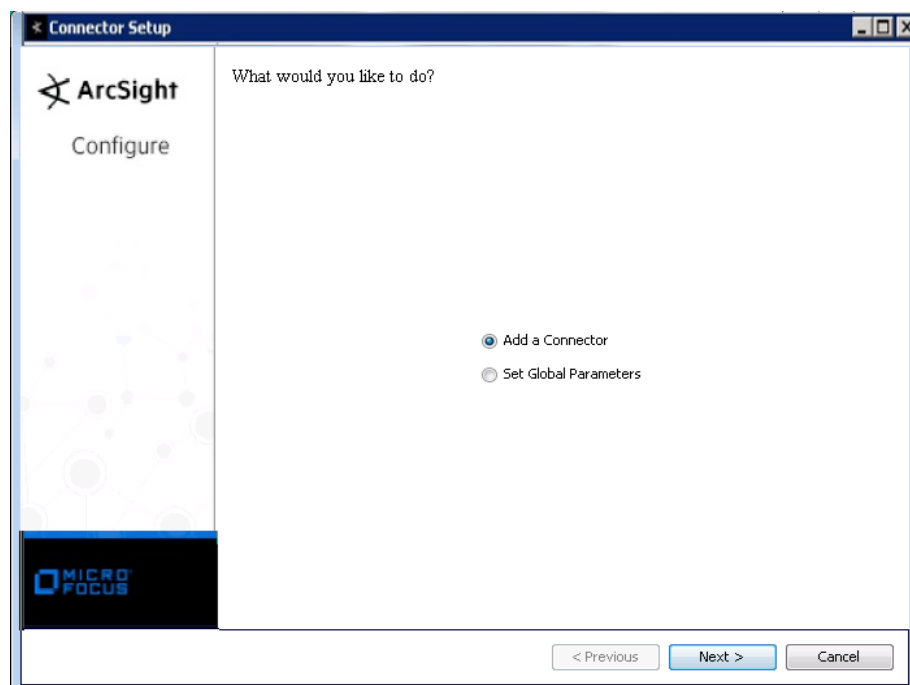 Connector Setup
ArcSight
Configure
What would you like to do?
Add a Connector
Set Global Parameters
MICRO
FOCUS
< Previous
Next >
Cancel